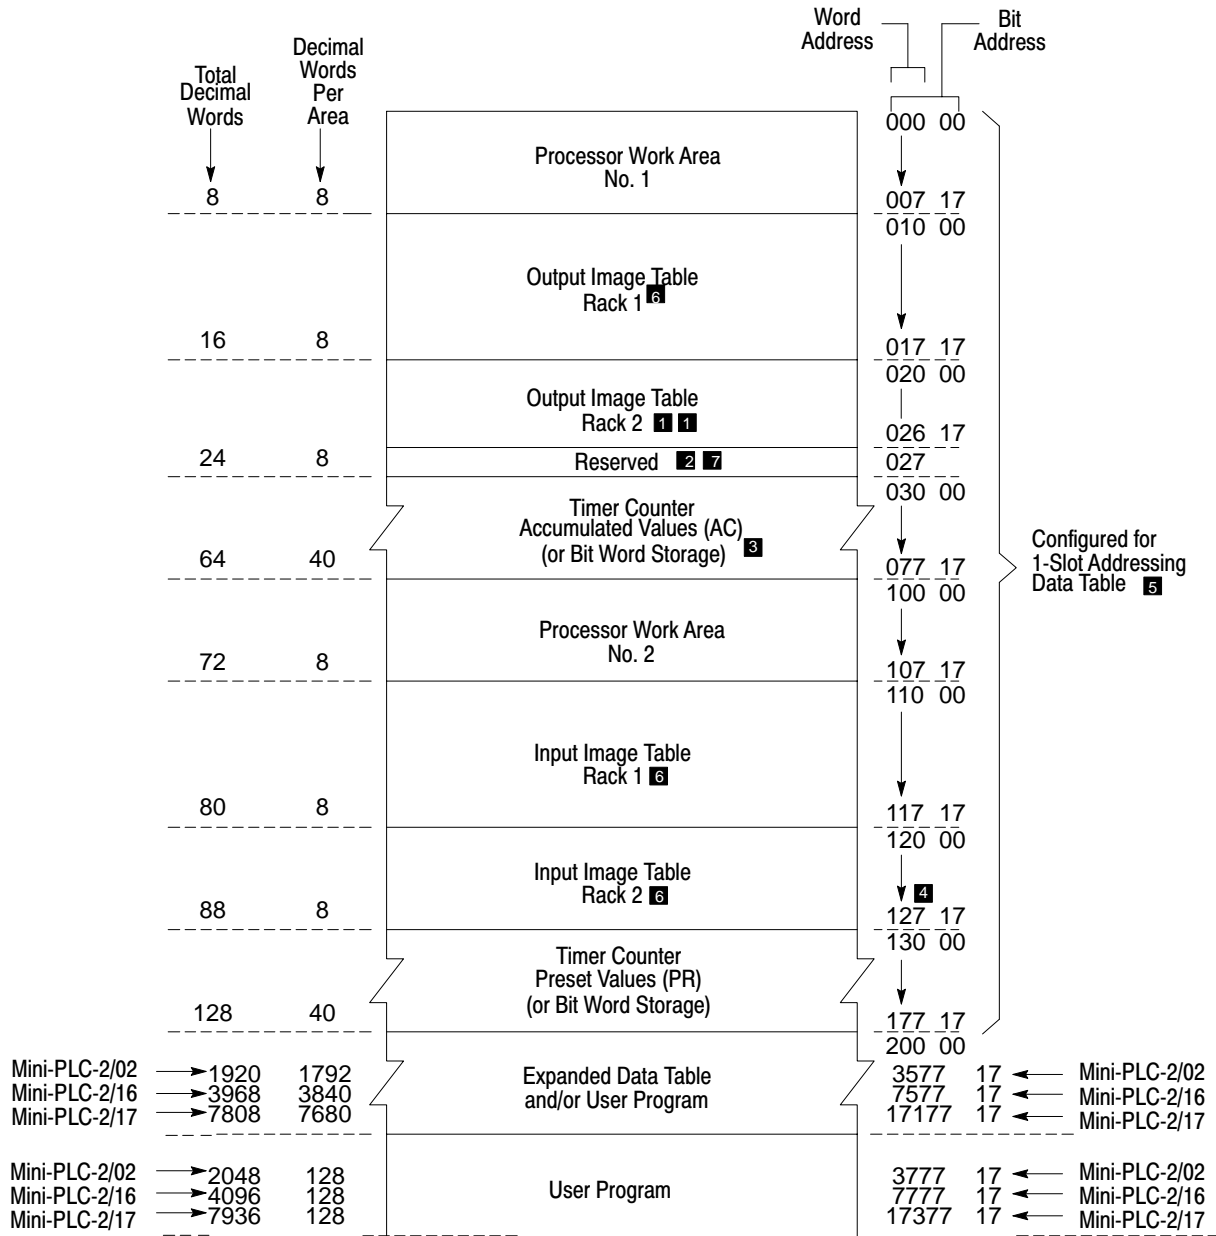 Word
Address
Bit
Address
Total
Decimal
Words
Decimal
Words
Per
Area
000 00
Processor Work Area
No. 1
8 8 007 17
010 00
Output Image Table
Rack 1 6
16 8 017 17
020 00
Output Image Table
Rack 2 1 1
026 17
24 8 Reserved 2 7 027
030 00
Timer Counter
Accumulated Values (AC)
(or Bit Word Storage) 3
64 40 077 17
100 00
Configured for
1-Slot Addressing
Data Table 5
Processor Work Area
No. 2
72 8 107 17
110 00
Input Image Table
Rack 1 6
80 8 117 17
120 00
Input Image Table
Rack 2 6
4
88 8 127 17
130 00
Timer Counter
Preset Values (PR)
(or Bit Word Storage)
128 40 177 17
200 00
Mini-PLC-2/02 1920 1792 3577 17 Mini-PLC-2/02
Mini-PLC-2/16 3968 3840 7577 17 Mini-PLC-2/16
Mini-PLC-2/17 7808 7680 17177 17 Mini-PLC-2/17
Expanded Data Table
and/or User Program
Mini-PLC-2/02 2048 128 3777 17 Mini-PLC-2/02
Mini-PLC-2/16 4096 128 7777 17 Mini-PLC-2/16
Mini-PLC-2/17 7936 128 17377 17 Mini-PLC-2/17
User Program